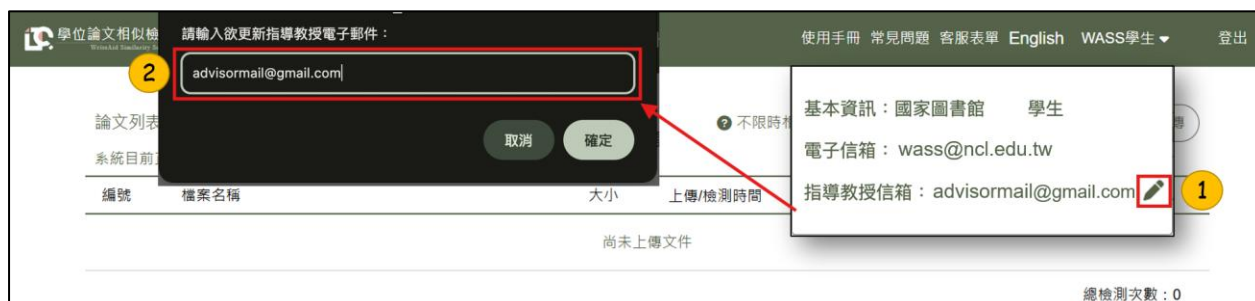 學位論文相似檢
請輸入欲更新指導教授電子郵件：
使用手冊 常見問題 客服表單 English WASS學生 登出
2
advisormail@gmail.com
取消 確定
基本資訊：國家圖書館 學生
電子信箱：wass@ncl.edu.tw
指導教授信箱：advisormail@gmail.com
1
論文列表
不限時
系統目前
編號 檔案名稱 大小 上傳/檢測時間
尚未上傳文件
總檢測次數：0